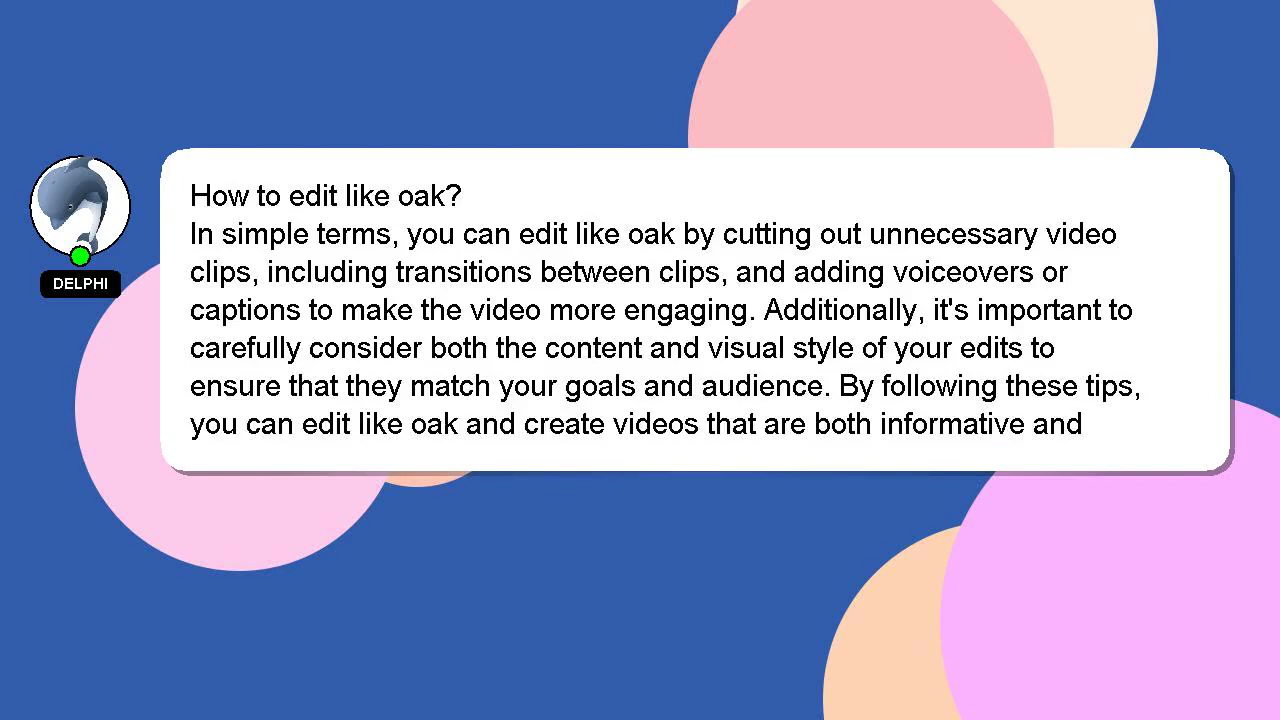 How to edit like oak?
In simple terms, you can edit like oak by cutting out unnecessary video
clips, including transitions between clips, and adding voiceovers or
captions to make the video more engaging. Additionally, it's important to
carefully consider both the content and visual style of your edits to
ensure that they match your goals and audience. By following these tips,
you can edit like oak and create videos that are both informative and
DELPHI